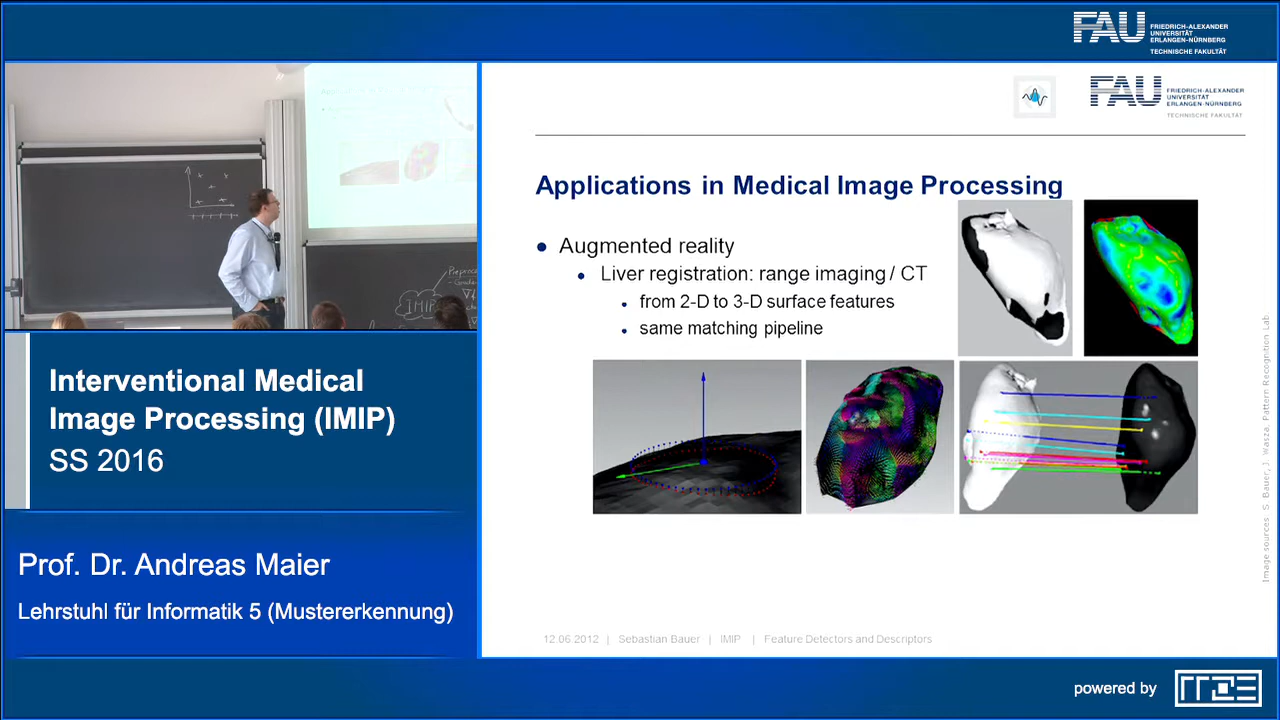 FAU
FRIEDRICH-ALEXANDER
UNIVERSITÄT
ERLANGEN-NÜRNBERG
TECHNISCHE FAKULTÄT
FAU
FRIEDRICH-ALEXANDER
UNIVERSITÄT
ERLANGEN-NÜRNBERG
TECHNISCHE FAKULTÄT
Applications in Medical Image Processing
Augmented reality
Liver registration: range imaging / CT
from 2-D to 3-D surface features
same matching pipeline
Image sources: S. Bauer, J. Wasza, Pattern Recognition Lab.
IMIP
Interventional Medical
Image Processing (IMIP)
SS 2016
Prof. Dr. Andreas Maier
Lehrstuhl für Informatik 5 (Mustererkennung)
12.06.2012 | Sebastian Bauer | IMIP | Feature Detectors and Descriptors
powered by
RRZE